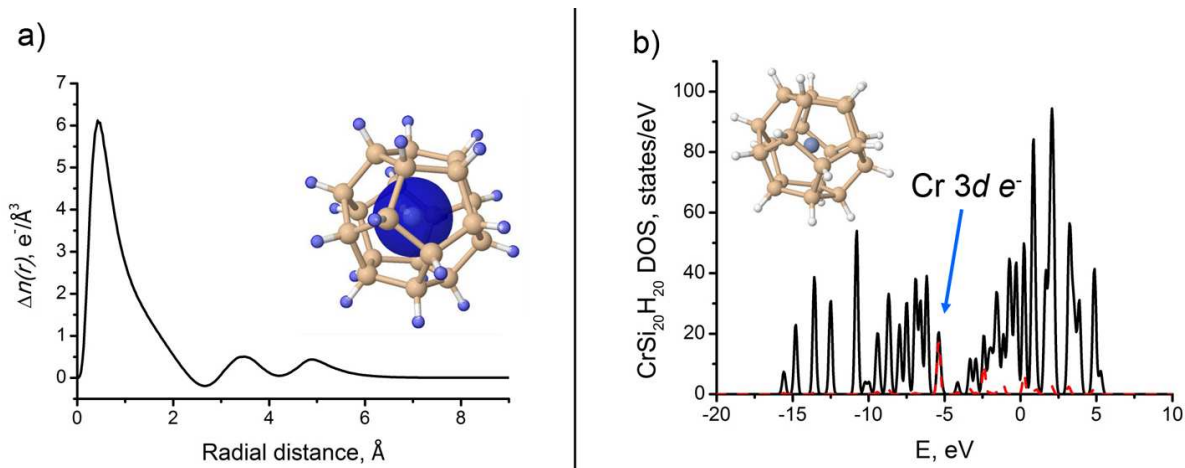 a)
7
6
5
4
3
2
1
0
Δn(r), e⁻/Å³
0 2 4 6 8
Radial distance, Å
b)
100
80
60
40
20
0
CrSi₂₀H₂₀ DOS, states/eV
Cr 3d e⁻
-20 -15 -10 -5 0 5 10
E, eV